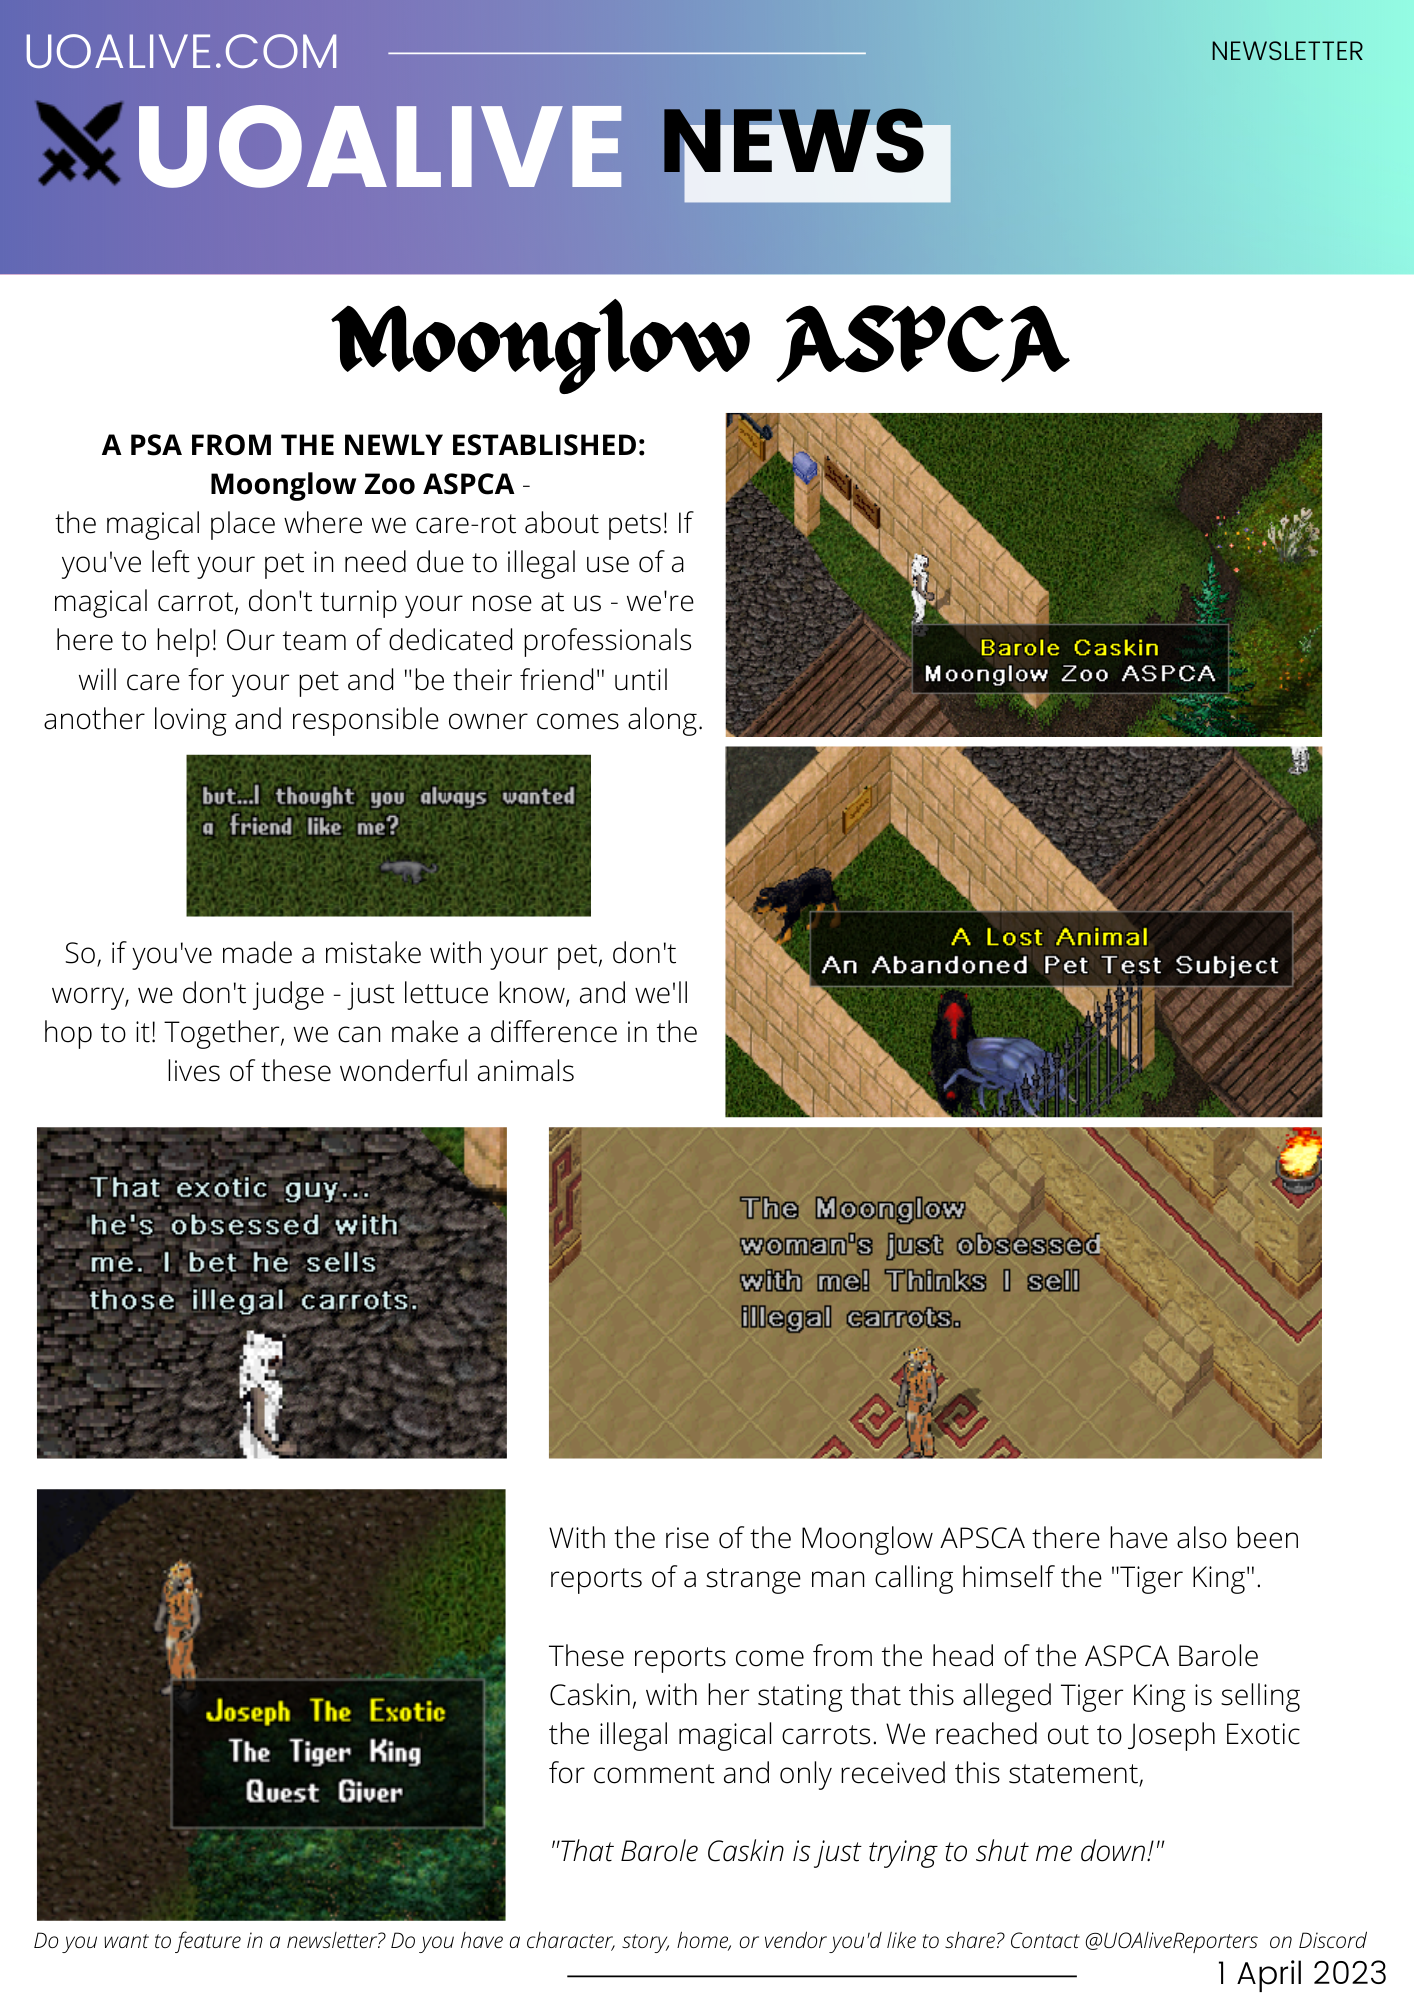 UOALIVE.COM
NEWSLETTER
UOALIVE NEWS
Moonglow ASPCA
A PSA FROM THE NEWLY ESTABLISHED:
Moonglow Zoo ASPCA -
the magical place where we care-rot about pets! If
you've left your pet in need due to illegal use of a
magical carrot, don't turnip your nose at us - we're
here to help! Our team of dedicated professionals
will care for your pet and "be their friend" until
another loving and responsible owner comes along.
Barole Caskin
Moonglow Zoo ASPCA
but...I thought you always wanted
a friend like me?
A Lost Animal
An Abandoned Pet Test Subject
So, if you've made a mistake with your pet, don't
worry, we don't judge - just lettuce know, and we'll
hop to it! Together, we can make a difference in the
lives of these wonderful animals
That exotic guy...
he's obsessed with
me. I bet he sells
those illegal carrots.
The Moonglow
woman's just obsessed
with me! Thinks I sell
illegal carrots.
Joseph The Exotic
The Tiger King
Quest Giver
With the rise of the Moonglow APSCA there have also been
reports of a strange man calling himself the "Tiger King".
These reports come from the head of the ASPCA Barole
Caskin, with her stating that this alleged Tiger King is selling
the illegal magical carrots. We reached out to Joseph Exotic
for comment and only received this statement,
"That Barole Caskin is just trying to shut me down!"
Do you want to feature in a newsletter? Do you have a character, story, home, or vendor you'd like to share? Contact @UOAliveReporters on Discord
1 April 2023